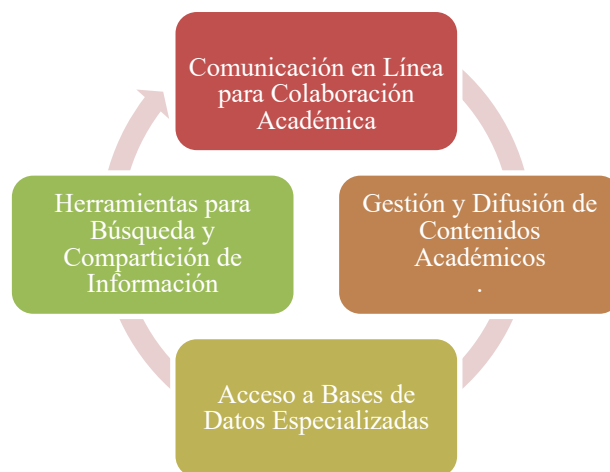 Comunicación en Línea
para Colaboración
Académica
Gestión y Difusión de
Contenidos
Académicos
.
Acceso a Bases de
Datos Especializadas
Herramientas para
Búsqueda y
Compartición de
Información